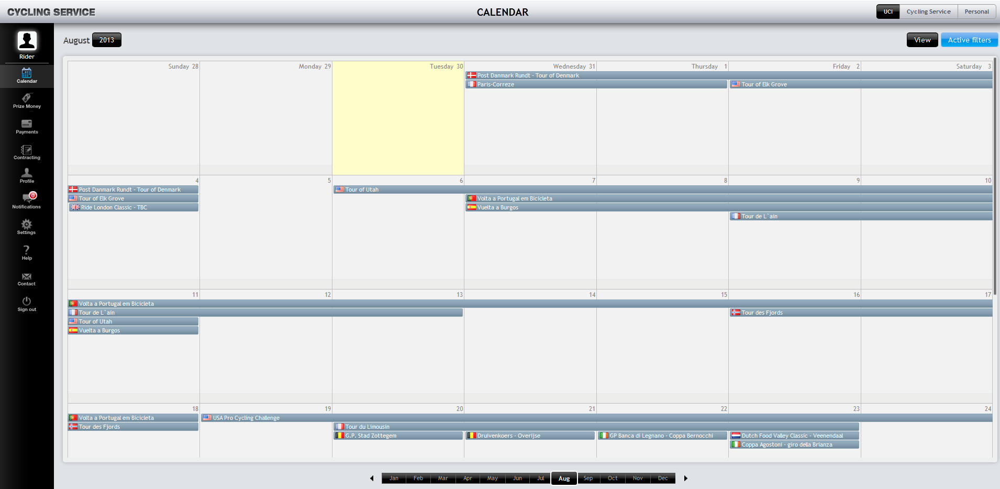 CYCLING SERVICE
CALENDAR
UCI Cycling Service Personal
August 2013
View Active filters
Rider
Calendar
Prize Money
Payments
Contracting
Profile
0
Notifications
Settings
Help
Contact
Sign out
Sunday 28 Monday 29 Tuesday 30 Wednesday 31 Thursday 1 Friday 2 Saturday 3
Post Danmark Rundt - Tour of Denmark
Paris-Correze Tour of Elk Grove
4 5 6 7 8 9 10
Post Danmark Rundt - Tour of Denmark Tour of Utah
Tour of Elk Grove Volta a Portugal em Bicicleta
Ride London Classic - TBC Vuelta a Burgos
Tour de L`ain
11 12 13 14 15 16 17
Volta a Portugal em Bicicleta
Tour de L`ain Tour des Fjords
Tour of Utah
Vuelta a Burgos
18 19 20 21 22 23 24
Volta a Portugal em Bicicleta USA Pro Cycling Challenge
Tour des Fjords Tour du Limousin
G.P. Stad Zottegem Druivenkoers - Overijse GP Banca di Legnano - Coppa Bernocchi Dutch Food Valley Classic - Veenendaal
Coppa Agostoni - giro della Brianza
Jan Feb Mar Apr May Jun Jul Aug Sep Oct Nov Dec